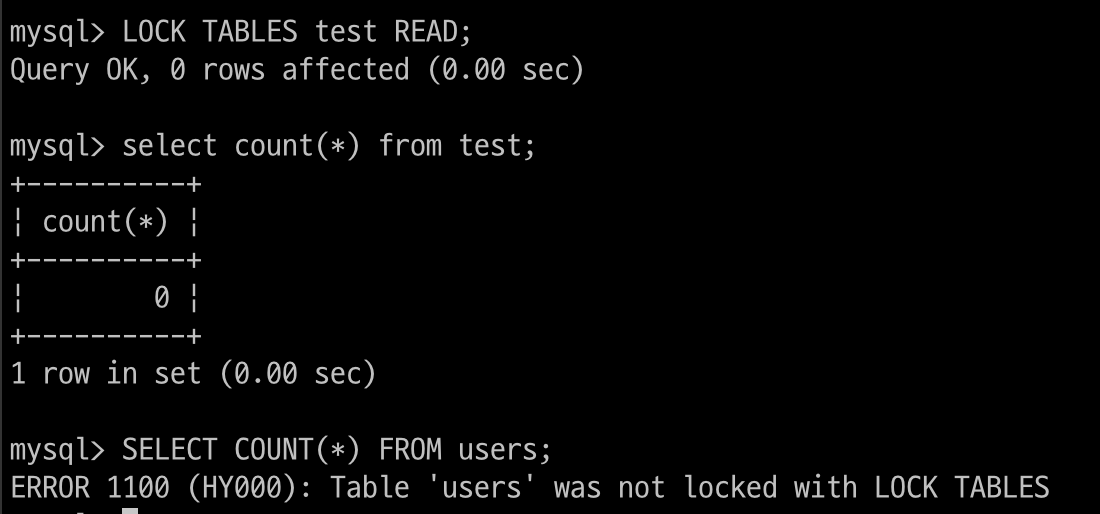 mysql> LOCK TABLES test READ;
Query OK, 0 rows affected (0.00 sec)
mysql> select count(*) from test;
+----------+
¦ count(*) ¦
+----------+
¦        0 ¦
+----------+
1 row in set (0.00 sec)
mysql> SELECT COUNT(*) FROM users;
ERROR 1100 (HY000): Table 'users' was not locked with LOCK TABLES